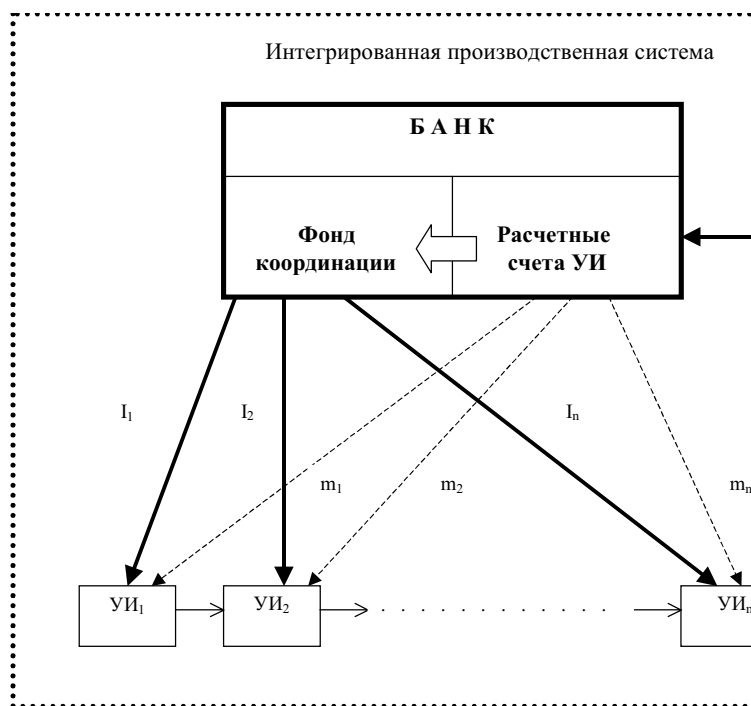 Интегрированная производственная система
Б А Н К
Фонд
координации
Расчетные
счета УИ
I₁
I₂
Iₙ
m₁
m₂
mₙ
УИ₁
УИ₂
. . . . . . . . . . . . .
УИₙ